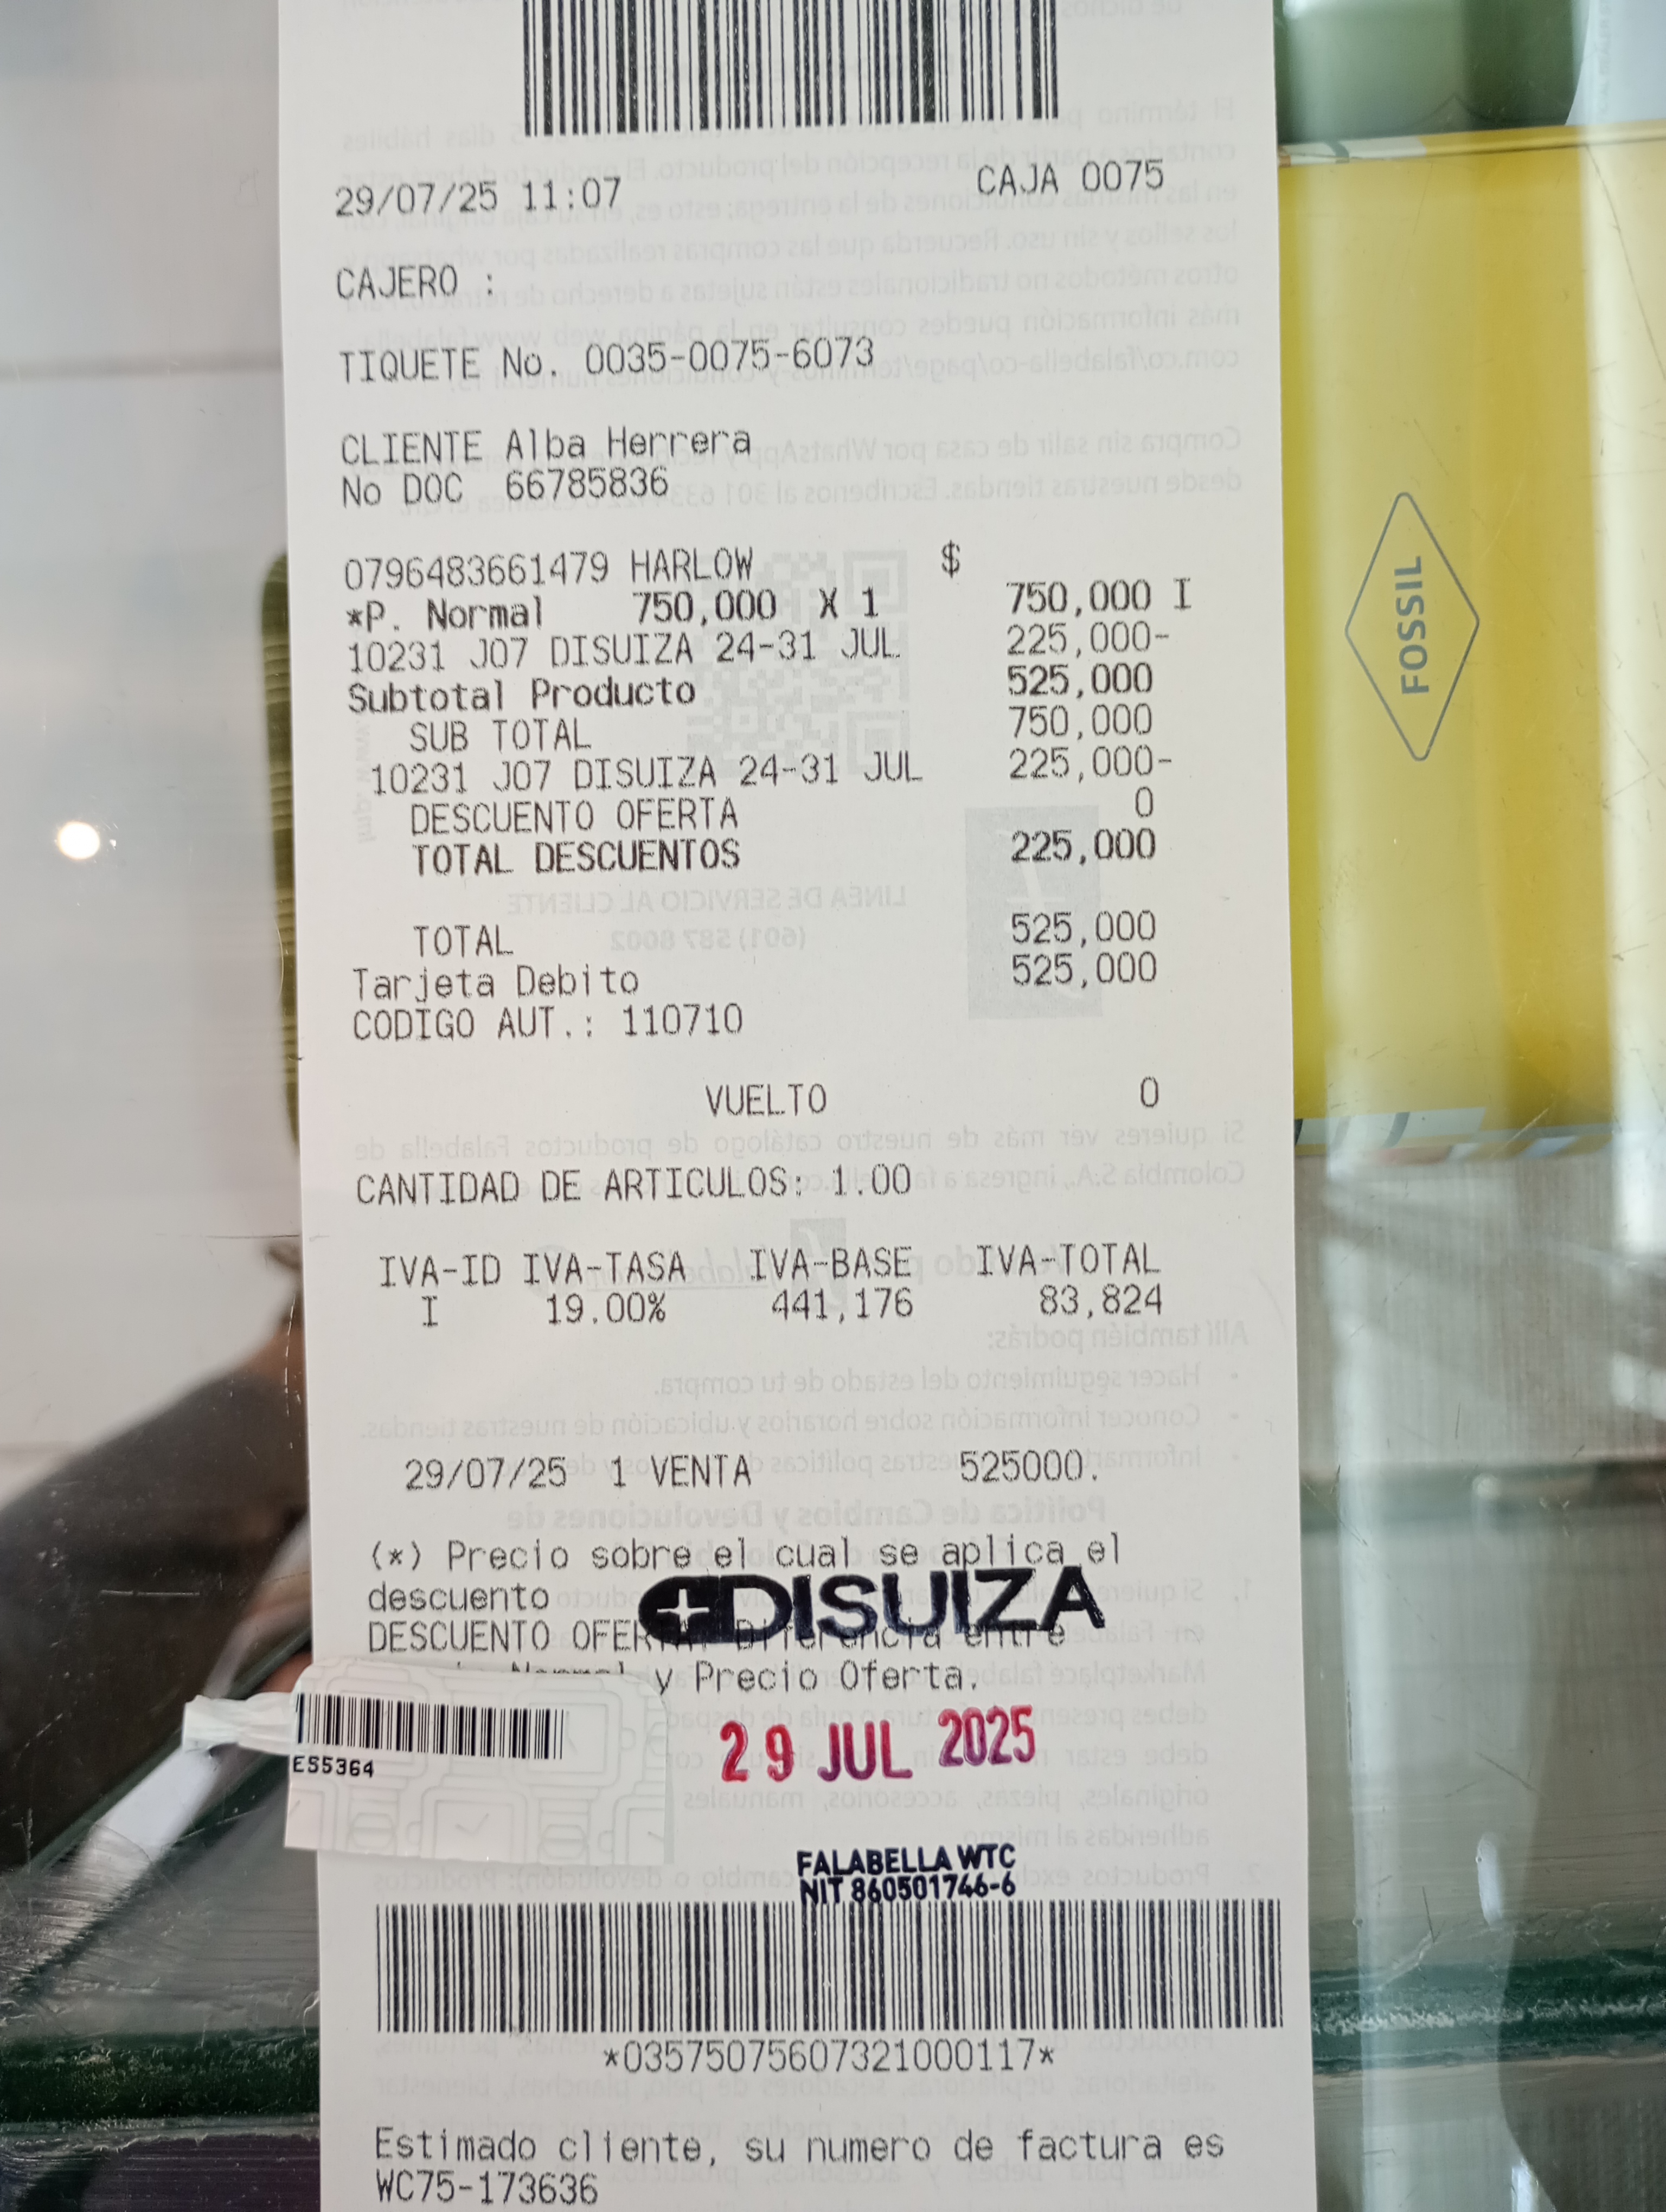 29/07/25 11:07 CAJA 0075
CAJERO :
TIQUETE No. 0035-0075-6073
CLIENTE Alba Herrera
No DOC 66785836
0796483661479 HARLOW $
*P. Normal 750,000 X 1 750,000 I
10231 J07 DISUIZA 24-31 JUL 225,000-
Subtotal Producto 525,000
SUB TOTAL 750,000
10231 J07 DISUIZA 24-31 JUL 225,000-
DESCUENTO OFERTA 0
TOTAL DESCUENTOS 225,000
TOTAL 525,000
Tarjeta Debito 525,000
CODIGO AUT.: 110710
VUELTO 0
CANTIDAD DE ARTICULOS: 1.00
IVA-ID IVA-TASA IVA-BASE IVA-TOTAL
I 19.00% 441,176 83,824
29/07/25 1 VENTA 525000.
(*) Precio sobre el cual se aplica el
descuento
DISUIZA
DESCUENTO OFERTA: Diferencia entre
Normal y Precio Oferta.
29 JUL 2025
ES5364
FALABELLA WTC
NIT 860501746-6
*03575075607321000117*
Estimado cliente, su numero de factura es
WC75-173636
FOSSIL